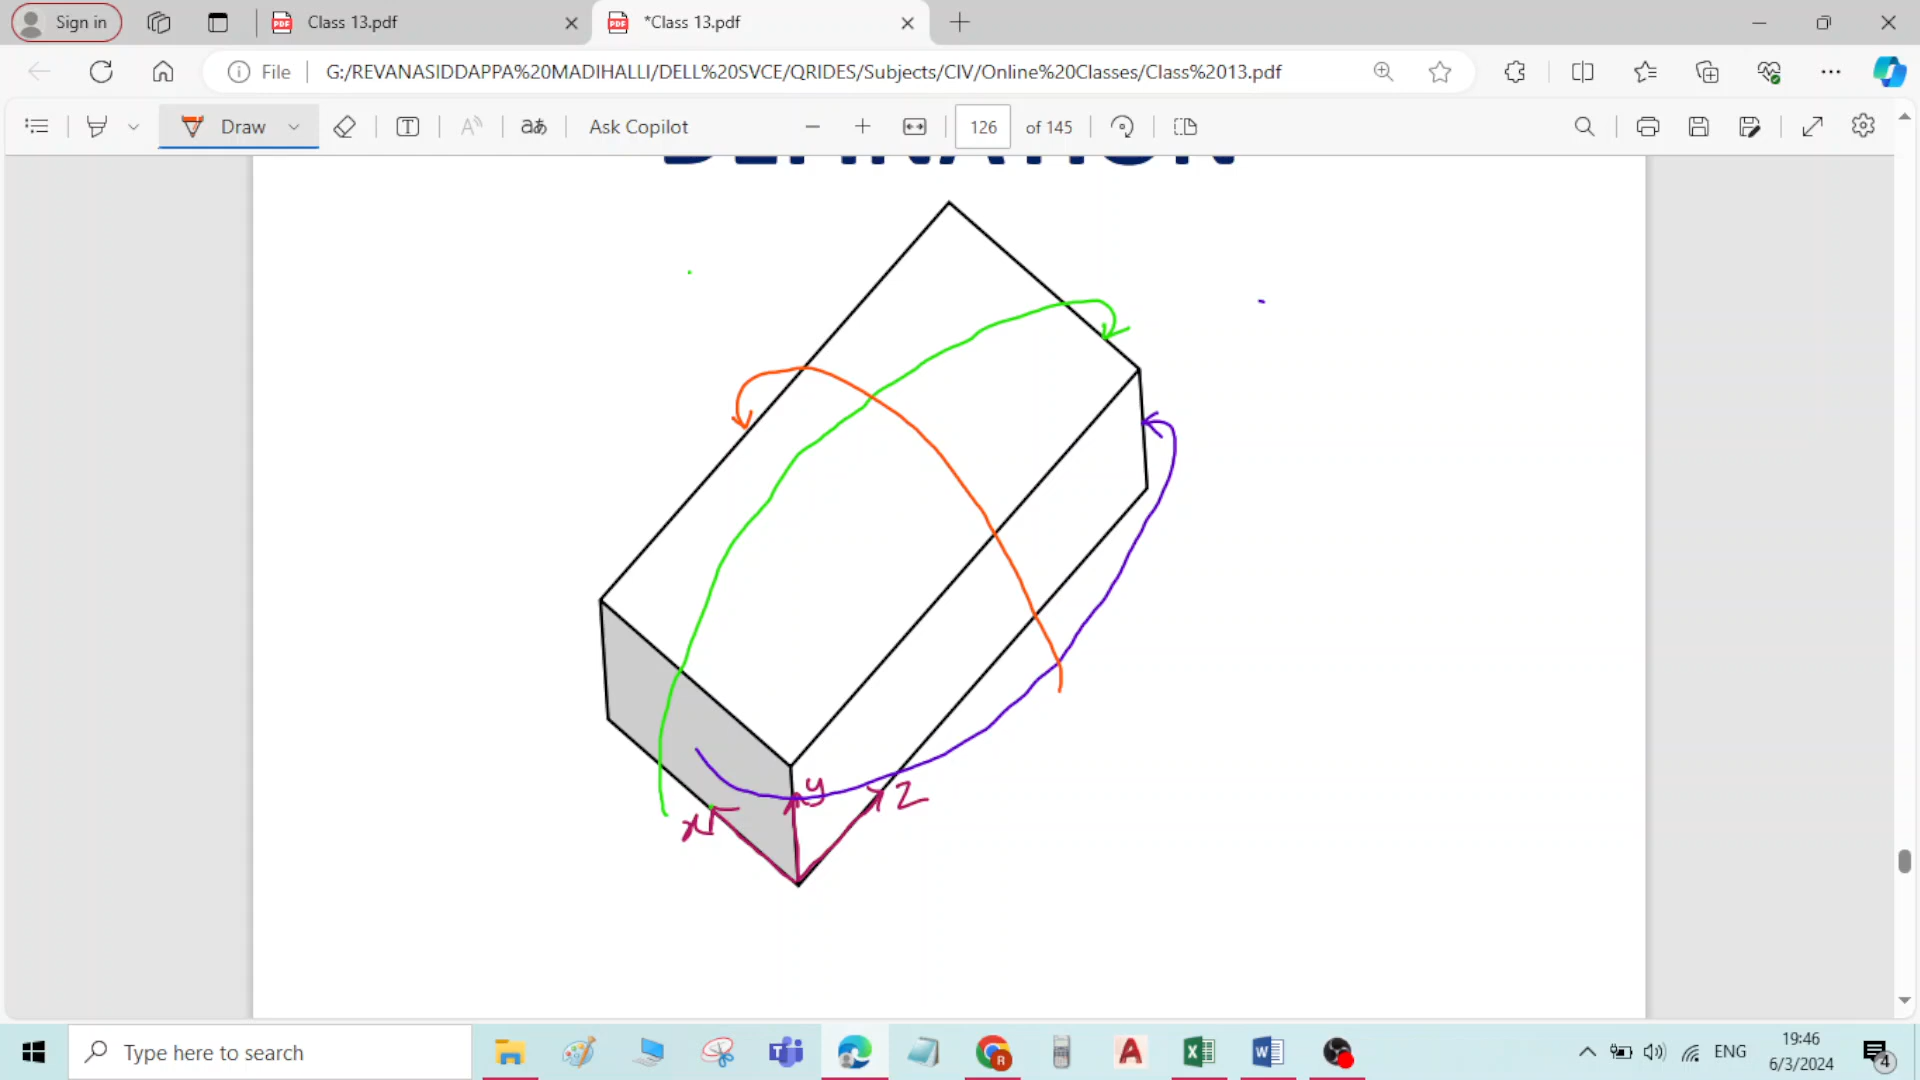 Sign in
Class 13.pdf
*Class 13.pdf
File
G:/REVANASIDDAPPA%20MADIHALLI/DELL%20SVCE/QRIDES/Subjects/CIV/Online%20Classes/Class%2013.pdf
Draw
Ask Copilot
126 of 145
x
y
z
Type here to search
ENG
19:46
6/3/2024
4